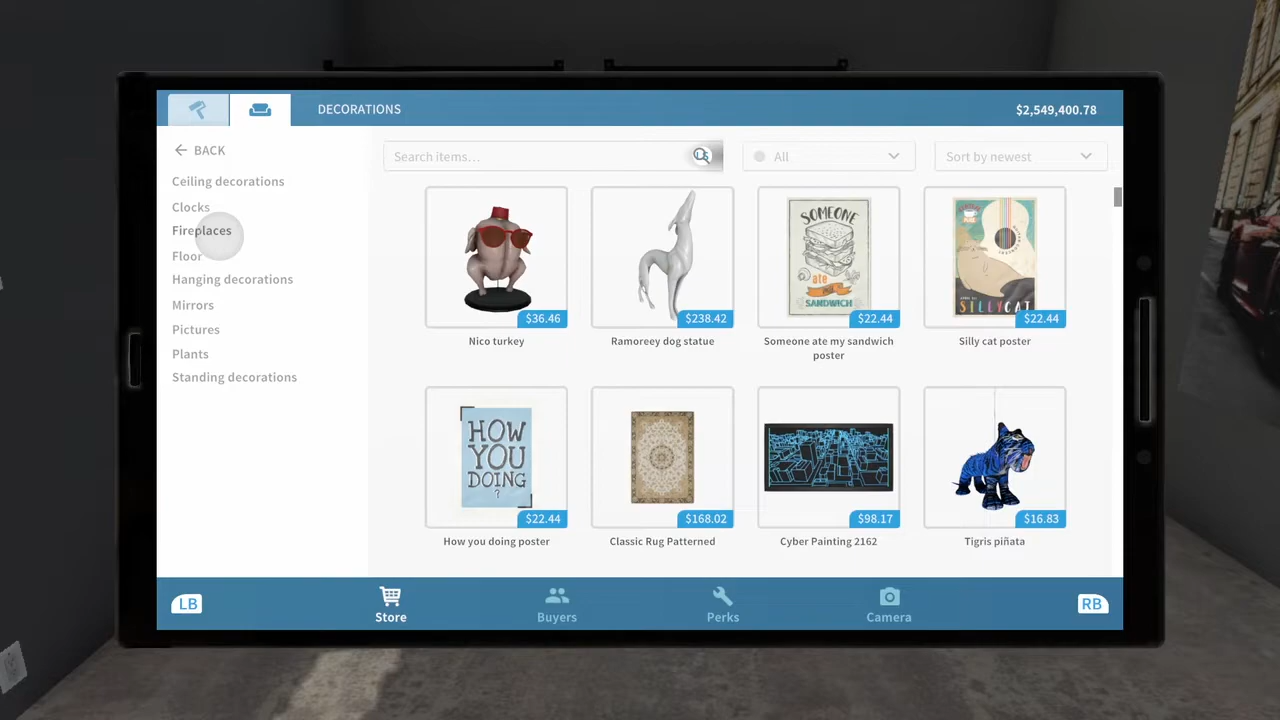 DECORATIONS
$2,549,400.78
BACK
Search items...
LS
All
Sort by newest
Ceiling decorations
Clocks
Fireplaces
Floor
Hanging decorations
Mirrors
Pictures
Plants
Standing decorations
$36.46
Nico turkey
$238.42
Ramoreey dog statue
SOMEONE
ate
SANDWICH
$22.44
Someone ate my sandwich
poster
SILLY CAT
$22.44
Silly cat poster
HOW
YOU
DOING
?
$22.44
How you doing poster
$168.02
Classic Rug Patterned
$98.17
Cyber Painting 2162
$16.83
Tigris piñata
LB
Store
Buyers
Perks
Camera
RB